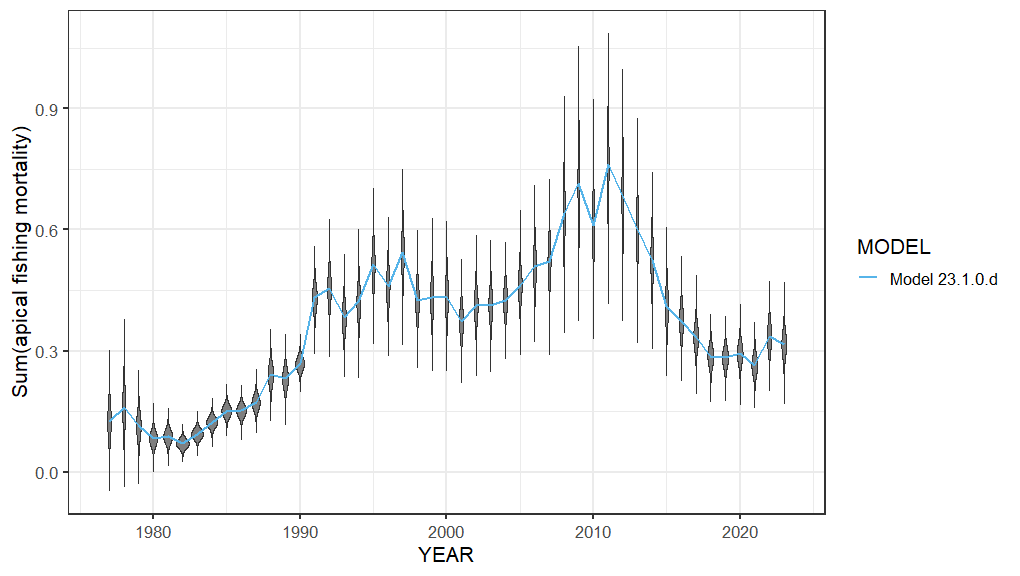 Sum(apical fishing mortality)
0.9
0.6
0.3
0.0
1980 1990 2000 2010 2020
YEAR
MODEL
Model 23.1.0.d